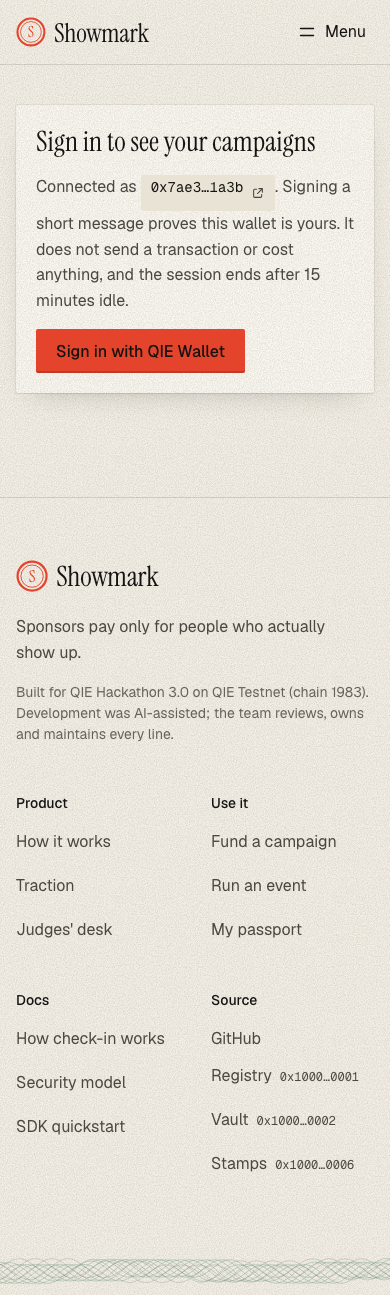 S Showmark
Menu
Sign in to see your campaigns
Connected as 0x7ae3…1a3b . Signing a
short message proves this wallet is yours. It
does not send a transaction or cost
anything, and the session ends after 15
minutes idle.
Sign in with QIE Wallet
S Showmark
Sponsors pay only for people who actually
show up.
Built for QIE Hackathon 3.0 on QIE Testnet (chain 1983).
Development was AI-assisted; the team reviews, owns
and maintains every line.
Product
How it works
Traction
Judges' desk
Use it
Fund a campaign
Run an event
My passport
Docs
How check-in works
Security model
SDK quickstart
Source
GitHub
Registry 0x1000…0001
Vault 0x1000…0002
Stamps 0x1000…0006